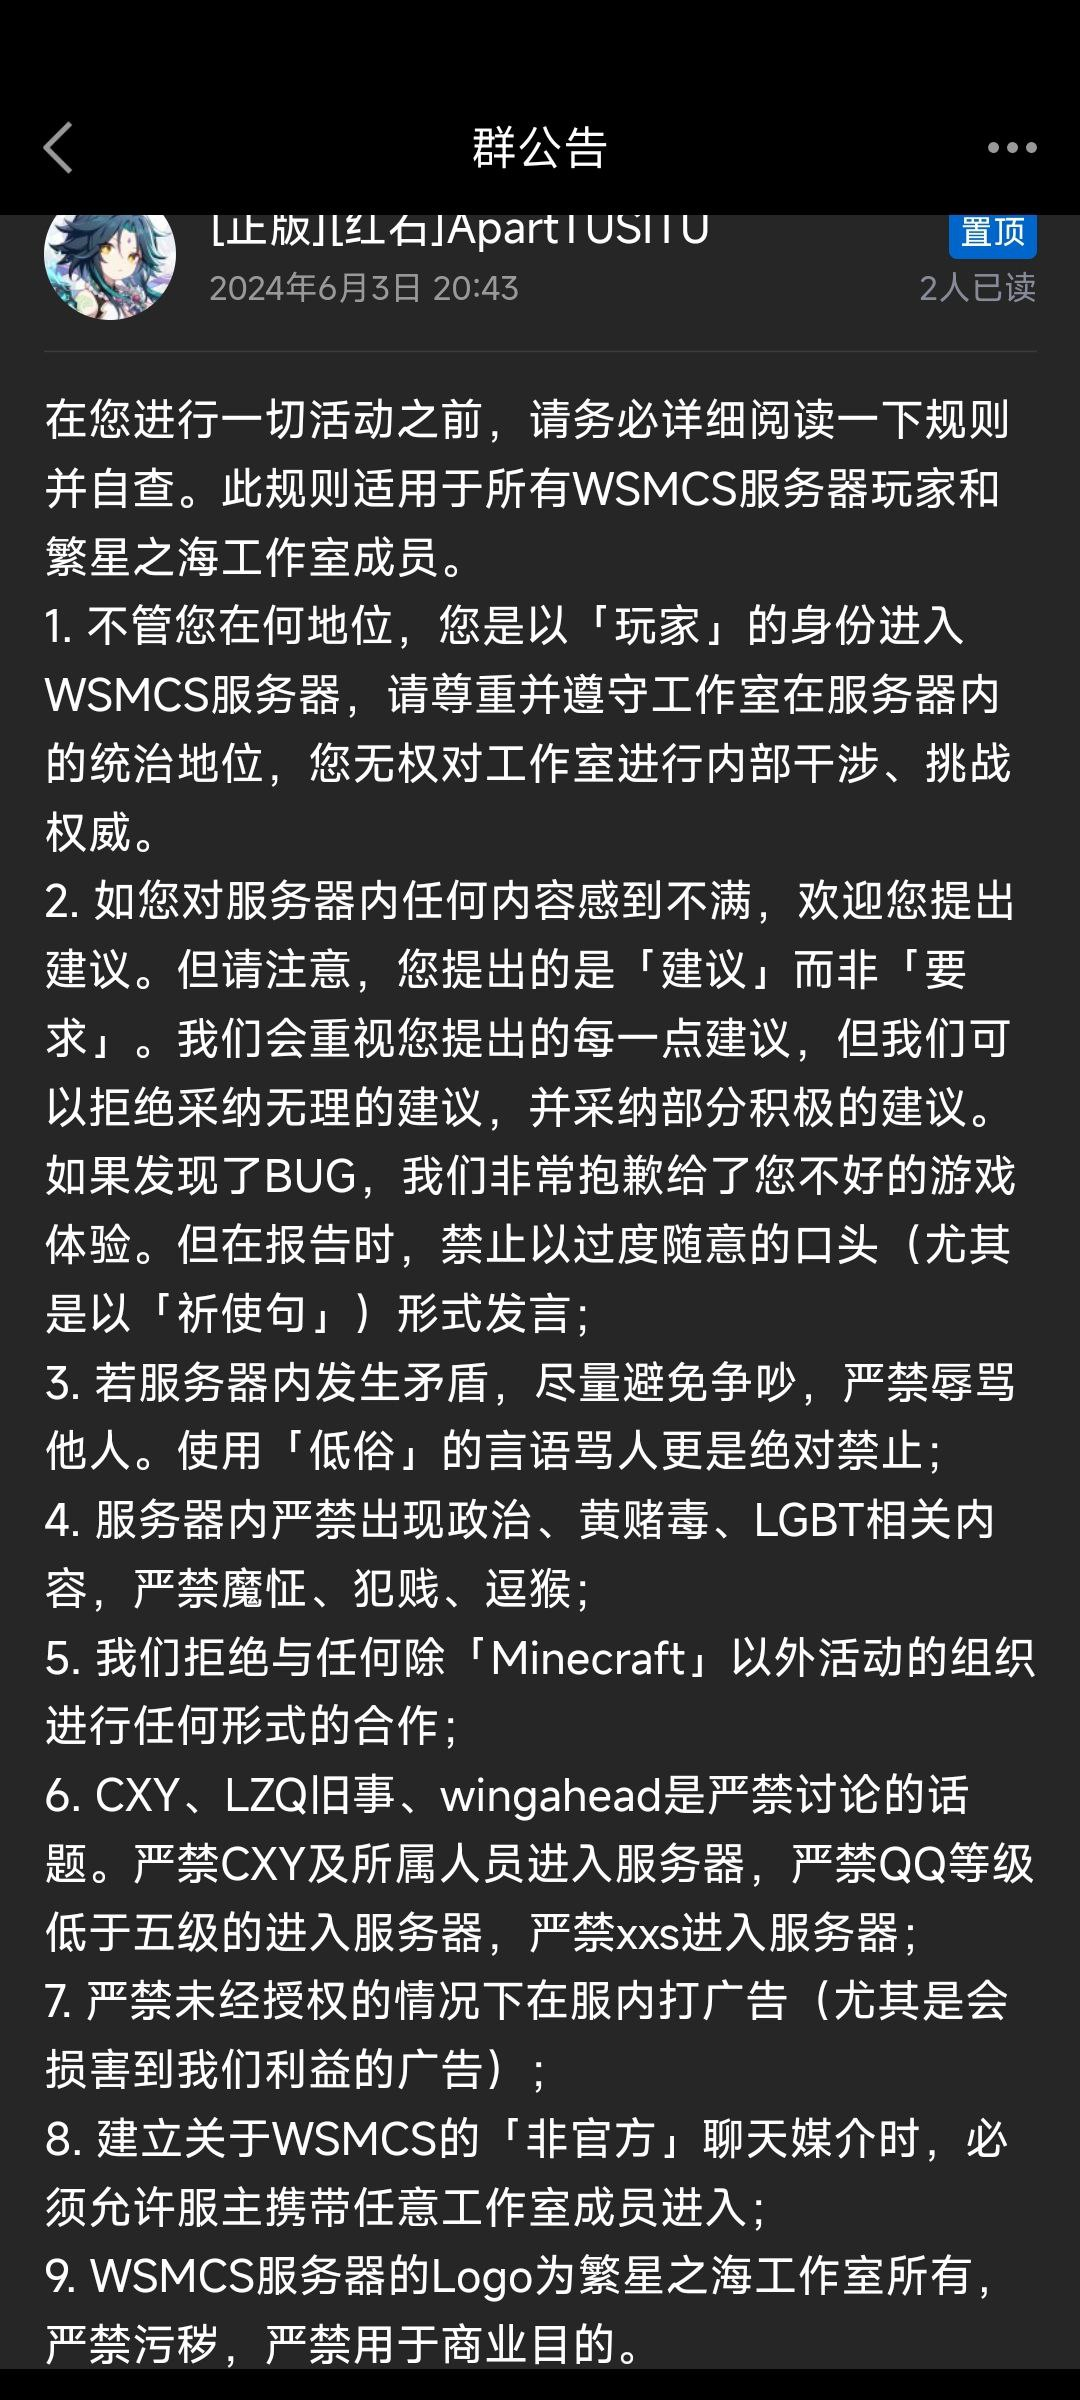 群公告
[正版][红石]ApartTUSITU
置顶
2024年6月3日 20:43
2人已读
在您进行一切活动之前，请务必详细阅读一下规则
并自查。此规则适用于所有WSMCS服务器玩家和
繁星之海工作室成员。
1. 不管您在何地位，您是以「玩家」的身份进入
WSMCS服务器，请尊重并遵守工作室在服务器内
的统治地位，您无权对工作室进行内部干涉、挑战
权威。
2. 如您对服务器内任何内容感到不满，欢迎您提出
建议。但请注意，您提出的是「建议」而非「要
求」。我们会重视您提出的每一点建议，但我们可
以拒绝采纳无理的建议，并采纳部分积极的建议。
如果发现了BUG，我们非常抱歉给了您不好的游戏
体验。但在报告时，禁止以过度随意的口头（尤其
是以「祈使句」）形式发言；
3. 若服务器内发生矛盾，尽量避免争吵，严禁辱骂
他人。使用「低俗」的言语骂人更是绝对禁止；
4. 服务器内严禁出现政治、黄赌毒、LGBT相关内
容，严禁魔怔、犯贱、逗猴；
5. 我们拒绝与任何除「Minecraft」以外活动的组织
进行任何形式的合作；
6. CXY、LZQ旧事、wingahead是严禁讨论的话
题。严禁CXY及所属人员进入服务器，严禁QQ等级
低于五级的进入服务器，严禁xxs进入服务器；
7. 严禁未经授权的情况下在服内打广告（尤其是会
损害到我们利益的广告）；
8. 建立关于WSMCS的「非官方」聊天媒介时，必
须允许服主携带任意工作室成员进入；
9. WSMCS服务器的Logo为繁星之海工作室所有，
严禁污秽，严禁用于商业目的。